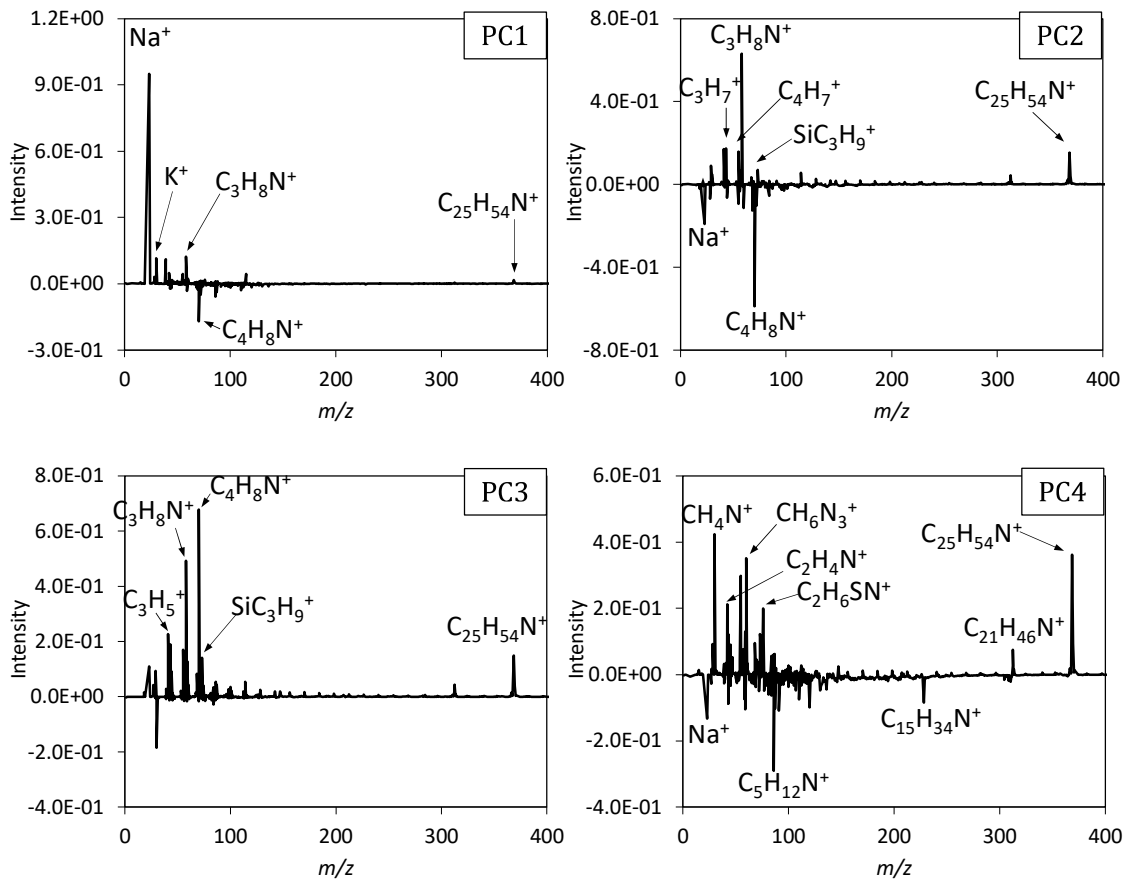 PC1
1.2E+00
9.0E-01
6.0E-01
3.0E-01
0.0E+00
-3.0E-01
Intensity
Na⁺
K⁺
C₃H₈N⁺
C₂₅H₅₄N⁺
C₄H₈N⁺
0 100 200 300 400
m/z
PC2
8.0E-01
4.0E-01
0.0E+00
-4.0E-01
-8.0E-01
Intensity
C₃H₈N⁺
C₃H₇⁺
C₄H₇⁺
SiC₃H₉⁺
C₂₅H₅₄N⁺
Na⁺
C₄H₈N⁺
0 100 200 300 400
m/z
PC3
8.0E-01
6.0E-01
4.0E-01
2.0E-01
0.0E+00
-2.0E-01
-4.0E-01
Intensity
C₄H₈N⁺
C₃H₈N⁺
C₃H₅⁺
SiC₃H₉⁺
C₂₅H₅₄N⁺
0 100 200 300 400
m/z
PC4
6.0E-01
4.0E-01
2.0E-01
0.0E+00
-2.0E-01
-4.0E-01
Intensity
CH₄N⁺
CH₆N₃⁺
C₂H₄N⁺
C₂H₆SN⁺
C₂₅H₅₄N⁺
C₂₁H₄₆N⁺
Na⁺
C₁₅H₃₄N⁺
C₅H₁₂N⁺
0 100 200 300 400
m/z